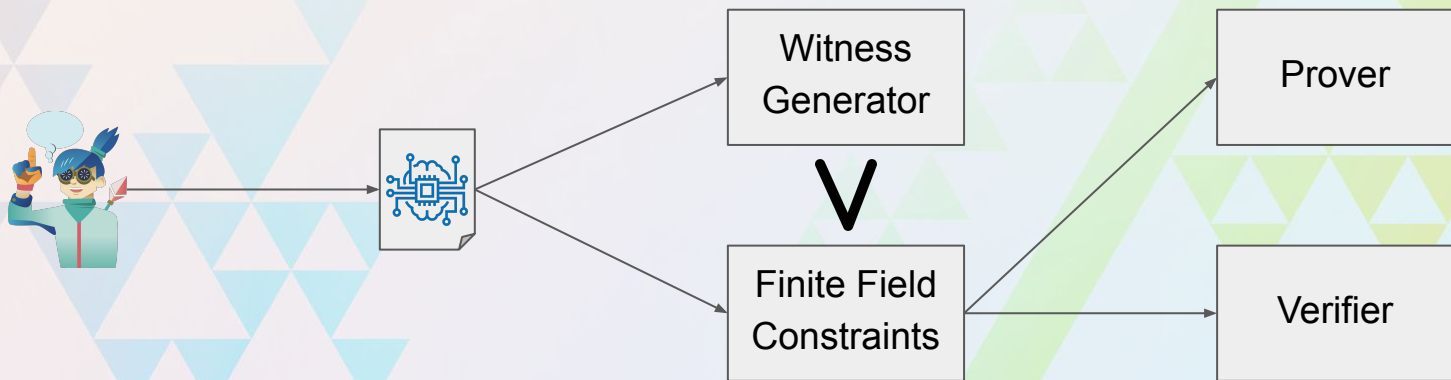 Witness
Generator
Prover
V
Finite Field
Constraints
Verifier